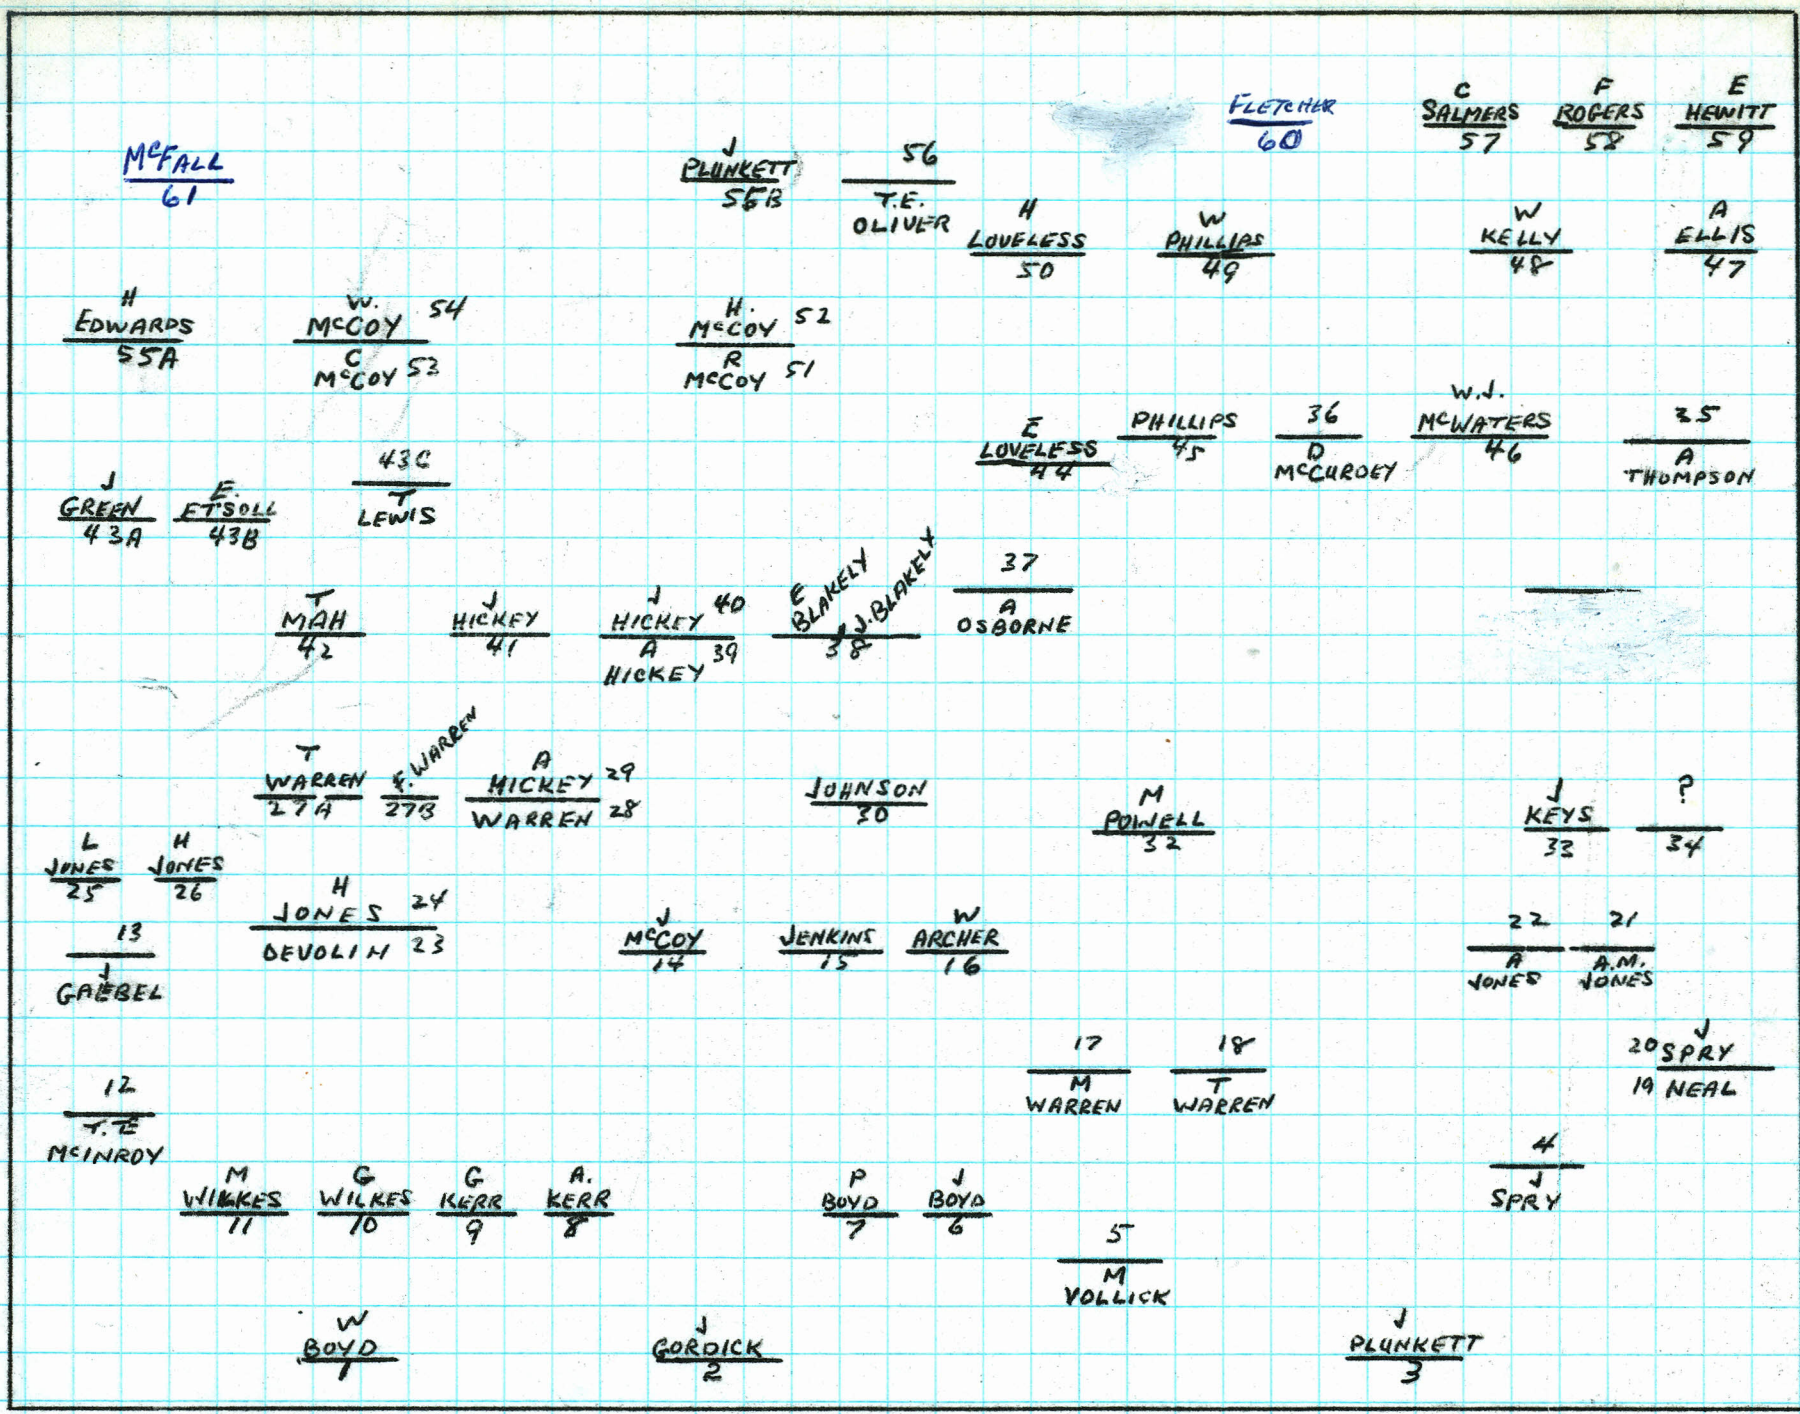 C
SALMERS
57
F
ROGERS
58
E
HEWITT
59
FLETCHER
60
McFALL
61
J
PLUNKETT
55B
56
T.E.
OLIVER
H
LOVELESS
50
W
PHILLIPS
49
W
KELLY
48
A
ELLIS
47
H
EDWARDS
55A
W.
McCOY 54
C
McCOY 53
H.
McCOY 52
R
McCOY 51
E
LOVELESS
44
PHILLIPS
45
36
D
McCURDEY
W.J.
McWATERS
46
35
A
THOMPSON
J
GREEN
43A
E.
ETSOLL
43B
43C
T
LEWIS
T
MAH
42
J
HICKEY
41
J
HICKEY 40
A
HICKEY 39
E
BLAKELY
J. BLAKELY
38
37
A
OSBORNE
T
WARREN
27A
F. WARREN
27B
A
HICKEY 29
WARREN 28
JOHNSON
30
M
POWELL
32
J
KEYS
33
?
34
L
JONES
25
H
JONES
26
H
JONES 24
DEVOLIN 23
13
J
GAEBEL
J
McCOY
14
JENKINS
15
W
ARCHER
16
22
A
JONES
21
A.M.
JONES
17
M
WARREN
18
T
WARREN
J
20 SPRY
19 NEAL
12
T.E
McINROY
M
WILKES
11
G
WILKES
10
G
KERR
9
A.
KERR
8
P
BOYD
7
J
BOYD
6
4
J
SPRY
5
M
VOLLICK
W
BOYD
1
J
GORDICK
2
J
PLUNKETT
3